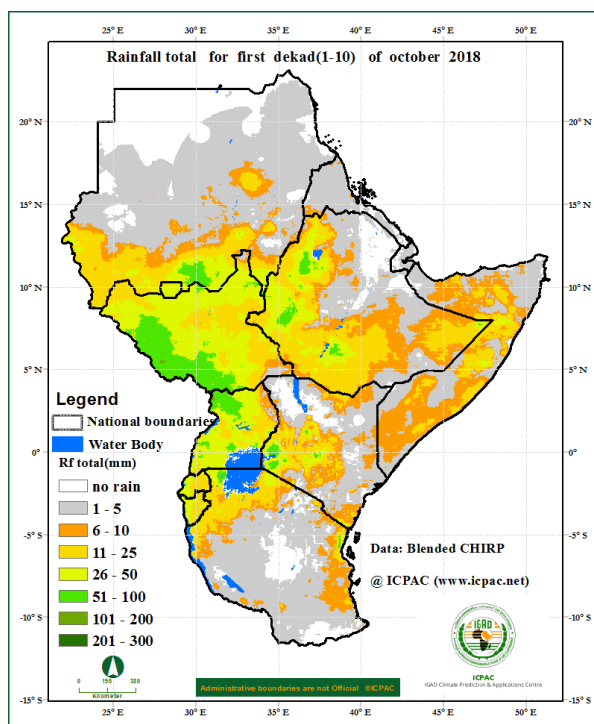 Rainfall total for first dekad(1-10) of october 2018
25° E 30° E 35° E 40° E 45° E 50° E
20° N 20° N
15° N 15° N
10° N 10° N
5° N 5° N
0° 0°
-5° S -5° S
-10° S -10° S
-15° S -15° S
Legend
National boundaries
Water Body
Rf total(mm)
no rain
1 - 5
6 - 10
11 - 25
26 - 50
51 - 100
101 - 200
201 - 300
Data: Blended CHIRP
@ ICPAC (www.icpac.net)
IGAD
ICPAC
IGAD Climate Prediction & Applications Centre
0 150 300
Kilometer
Administrative boundaries are not Official ©ICPAC
25° E 30° E 35° E 40° E 45° E 50° E